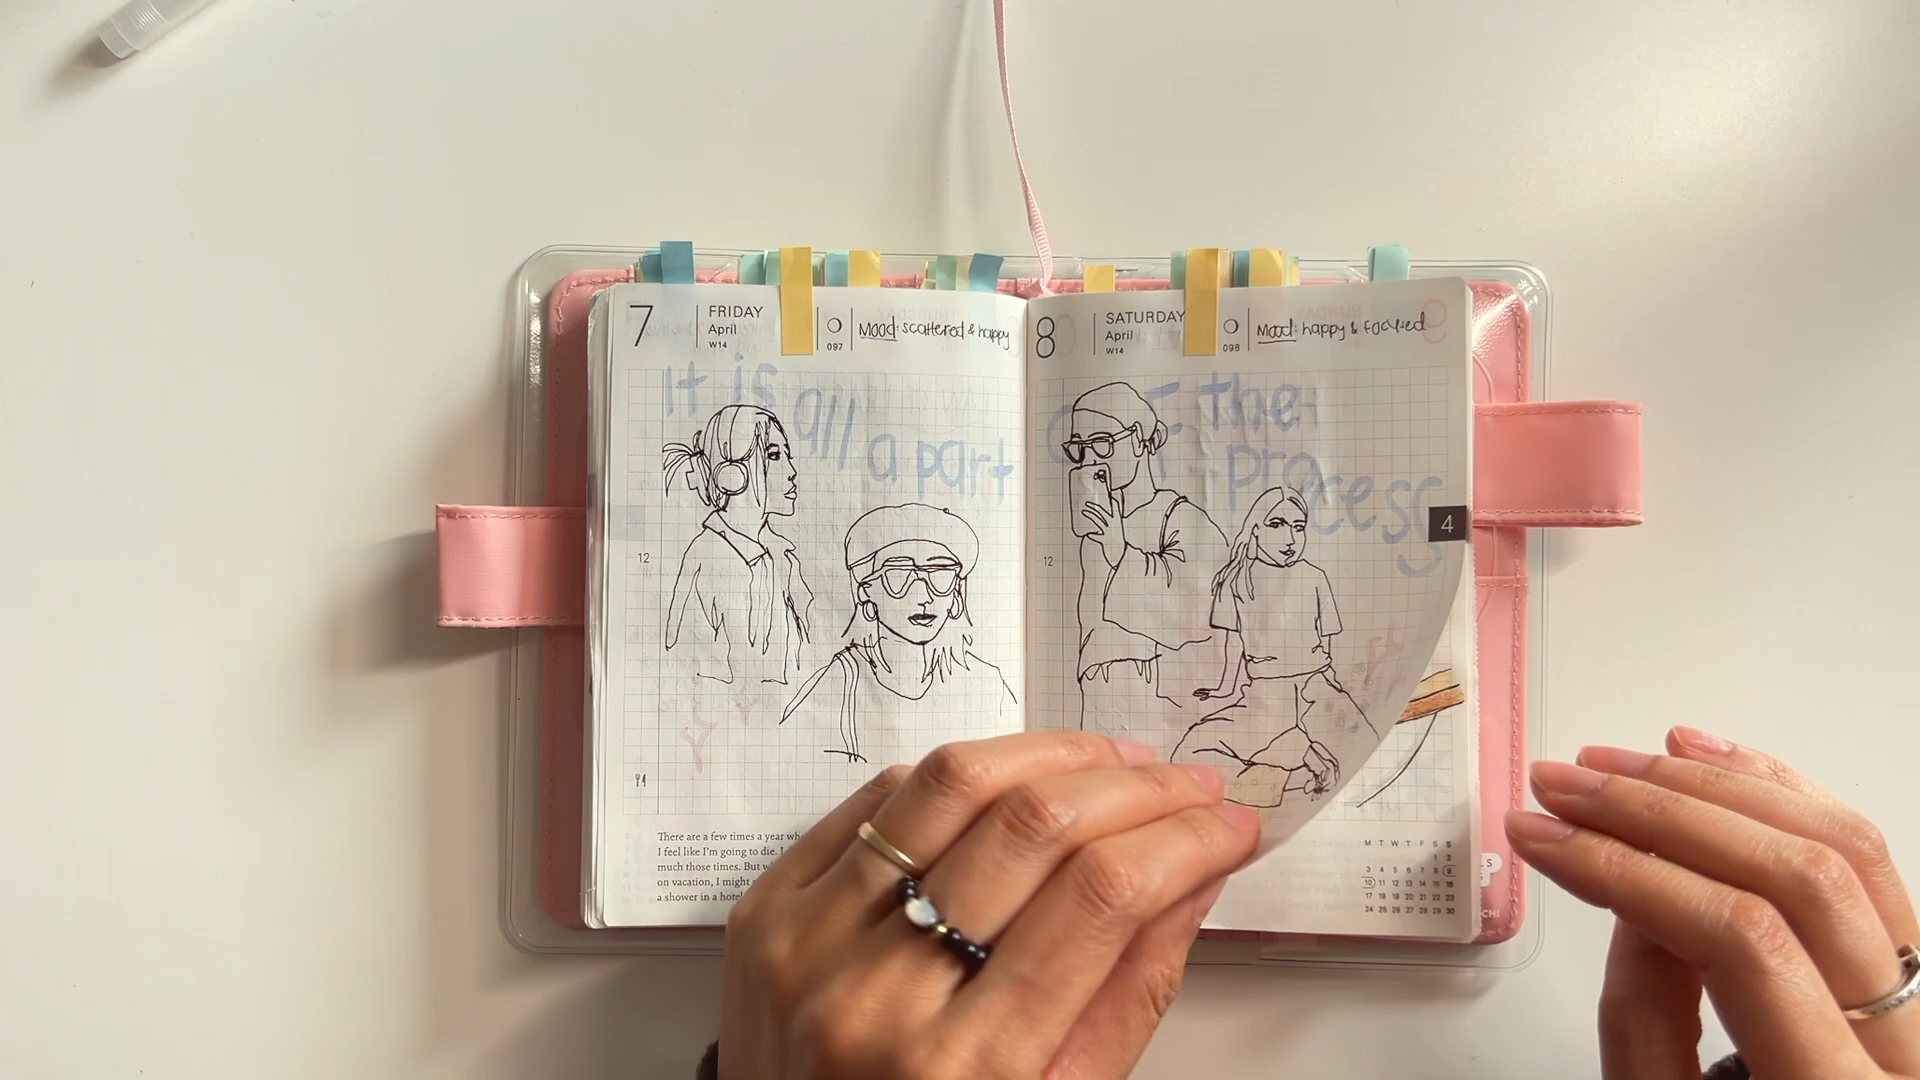 7
FRIDAY
April
W14
097
Mood: scattered & happy
It is
all
a part
12
There are a few times a year
I feel like I'm going to die. I
much those times. But
on vacation, I might
a shower in a
8
SATURDAY
April
W14
098
Mood: happy & focused
OF the
process
4
12
M T W T F S S
1 2
3 4 5 6 7 8 9
10 11 12 13 14 15 16
17 18 19 20 21 22 23
24 25 26 27 28 29 30